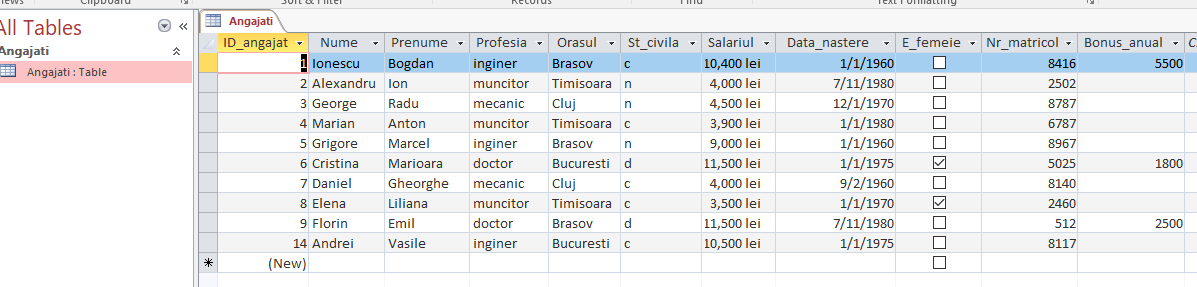 Clipboard Sort & Filter Records Find Text Formatting
All Tables
Angajati
Angajati : Table
Angajati
ID_angajat Nume Prenume Profesia Orasul St_civila Salariul Data_nastere E_femeie Nr_matricol Bonus_anual
1 Ionescu Bogdan inginer Brasov c 10,400 lei 1/1/1960 8416 5500
2 Alexandru Ion muncitor Timisoara n 4,000 lei 7/11/1980 2502
3 George Radu mecanic Cluj n 4,500 lei 12/1/1970 8787
4 Marian Anton muncitor Timisoara c 3,900 lei 1/1/1980 6787
5 Grigore Marcel inginer Brasov n 9,000 lei 1/1/1960 8967
6 Cristina Marioara doctor Bucuresti d 11,500 lei 1/1/1975 5025 1800
7 Daniel Gheorghe mecanic Cluj c 4,000 lei 9/2/1960 8140
8 Elena Liliana muncitor Timisoara c 3,500 lei 1/1/1970 2460
9 Florin Emil doctor Brasov d 11,500 lei 7/11/1980 512 2500
14 Andrei Vasile inginer Bucuresti c 10,500 lei 1/1/1975 8117
(New)